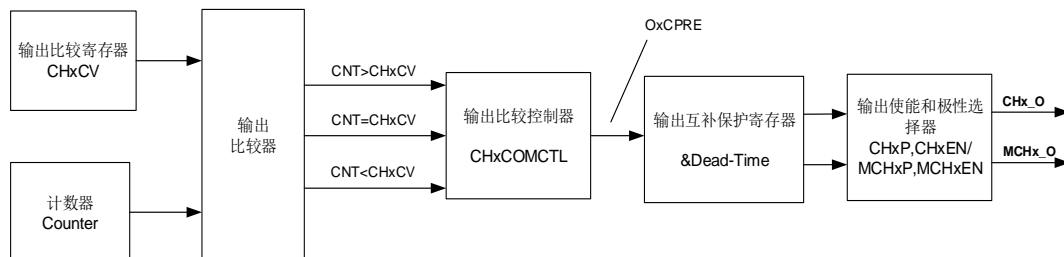 输出比较寄存器
CHxCV
计数器
Counter
输出
比较器
CNT>CHxCV
CNT=CHxCV
CNT<CHxCV
输出比较控制器
CHxCOMCTL
OxCPRE
输出互补保护寄存器
&Dead-Time
输出使能和极性选
择器
CHxP,CHxEN/
MCHxP,MCHxEN
CHx_O
MCHx_O